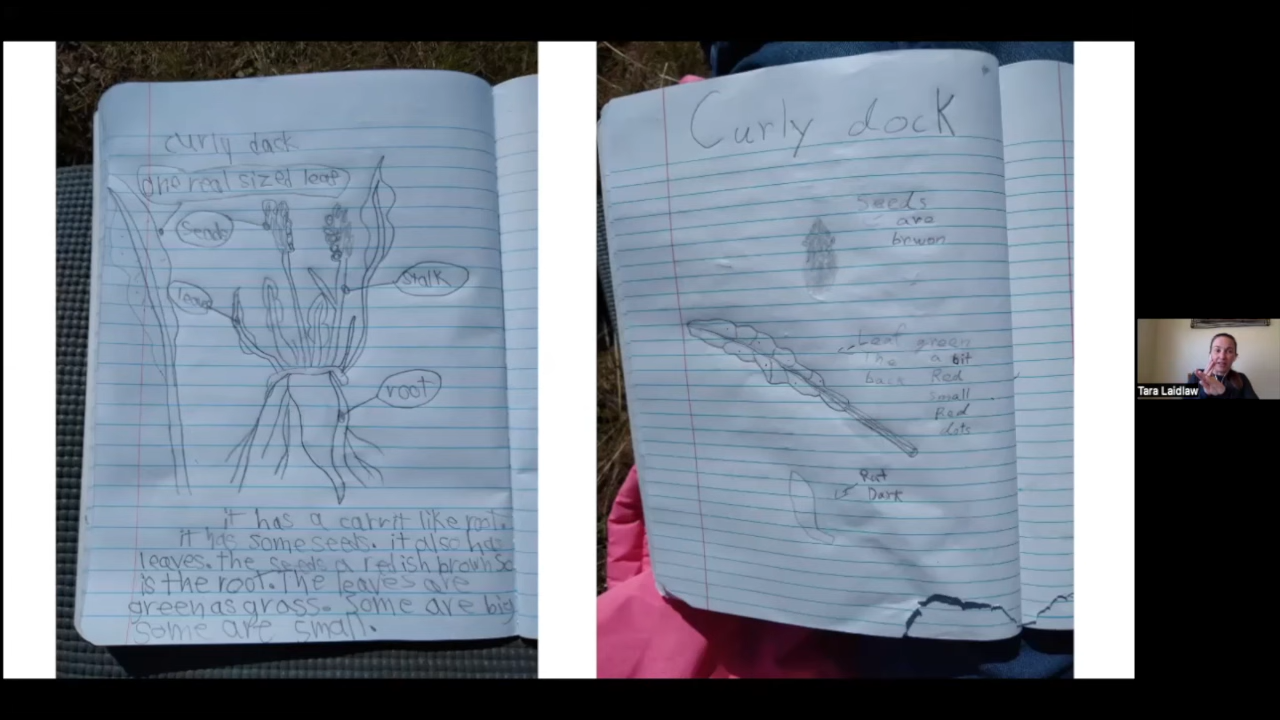 curly dack
one real sized leaf
seeds
leaves
stalk
root
it has a carrit like root.
it has some seeds. it also has
leaves. the seeds a redish brown so
is the root. The leaves are
green as grass. Some are big
some are small.
Curly dock
Seeds
are
brwon
Leaf green
The a bit
back Red
small
Red
dots
Root
Dark
Tara Laidlaw